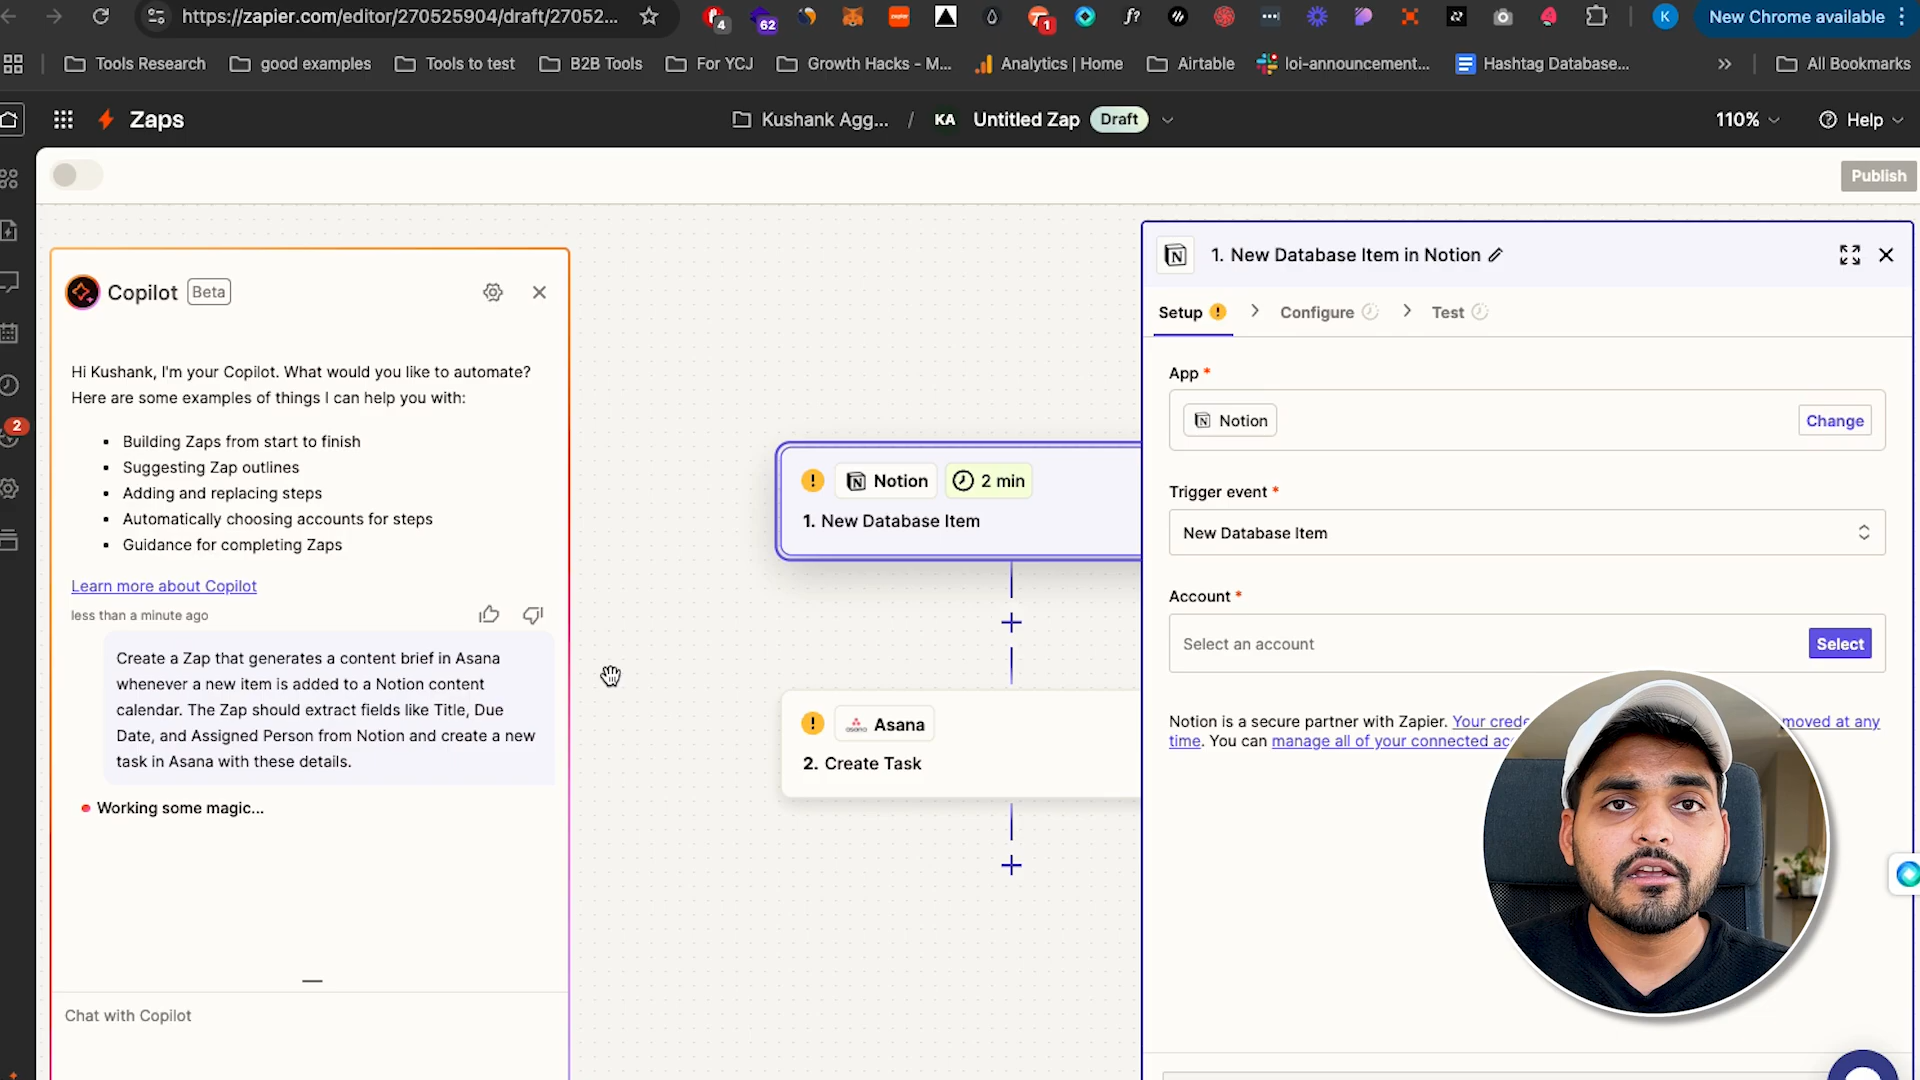 https://zapier.com/editor/270525904/draft/27052...
4
62
1
f?
K
New Chrome available
Tools Research
good examples
Tools to test
B2B Tools
For YCJ
Growth Hacks - M...
Analytics | Home
Airtable
loi-announcement...
Hashtag Database...
All Bookmarks
Zaps
Kushank Agg...
/
KA
Untitled Zap
Draft
110%
Help
Publish
2
Copilot
Beta
Hi Kushank, I'm your Copilot. What would you like to automate?
Here are some examples of things I can help you with:
Building Zaps from start to finish
Suggesting Zap outlines
Adding and replacing steps
Automatically choosing accounts for steps
Guidance for completing Zaps
Learn more about Copilot
less than a minute ago
Create a Zap that generates a content brief in Asana
whenever a new item is added to a Notion content
calendar. The Zap should extract fields like Title, Due
Date, and Assigned Person from Notion and create a new
task in Asana with these details.
Working some magic...
Chat with Copilot
Notion
2 min
1. New Database Item
Asana
2. Create Task
1. New Database Item in Notion
Setup
Configure
Test
App *
Notion
Change
Trigger event *
New Database Item
Account *
Select an account
Select
Notion is a secure partner with Zapier. Your crede moved at any
time. You can manage all of your connected ac